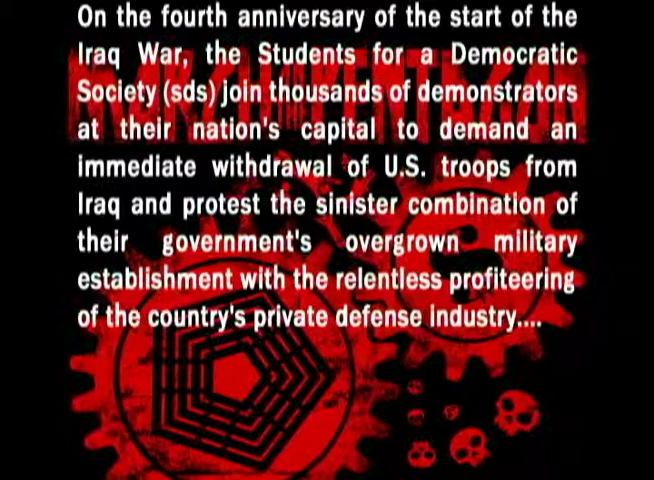 On the fourth anniversary of the start of the
Iraq War, the Students for a Democratic
Society (sds) join thousands of demonstrators
at their nation's capital to demand an
immediate withdrawal of U.S. troops from
Iraq and protest the sinister combination of
their government's overgrown military
establishment with the relentless profiteering
of the country's private defense industry....
6